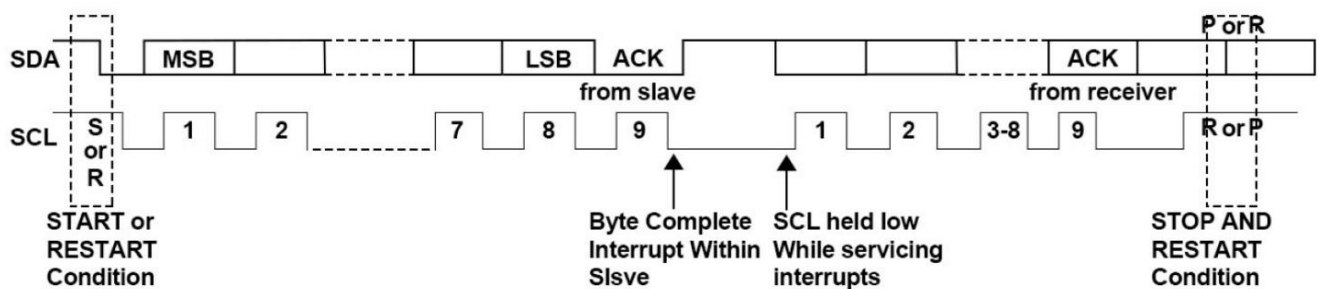 P or R
SDA MSB LSB ACK ACK
from slave from receiver
SCL S or R 1 2 7 8 9 1 2 3-8 9 R or P
START or
RESTART
Condition
Byte Complete
Interrupt Within
Slsve
SCL held low
While servicing
interrupts
STOP AND
RESTART
Condition